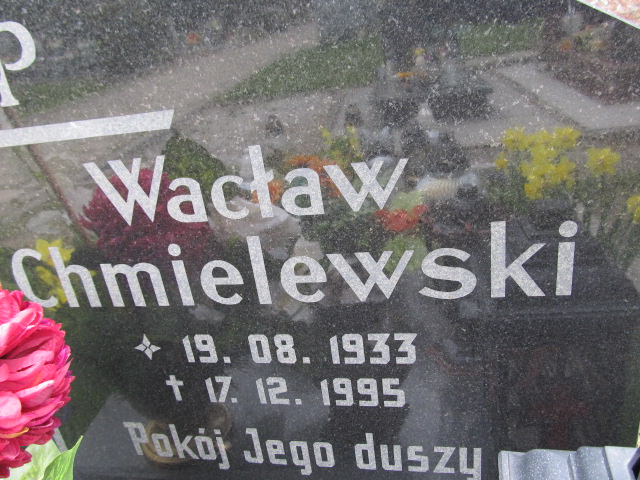 P
Wacław
Chmielewski
19. 08. 1933
✝ 17. 12. 1995
Pokój Jego duszy